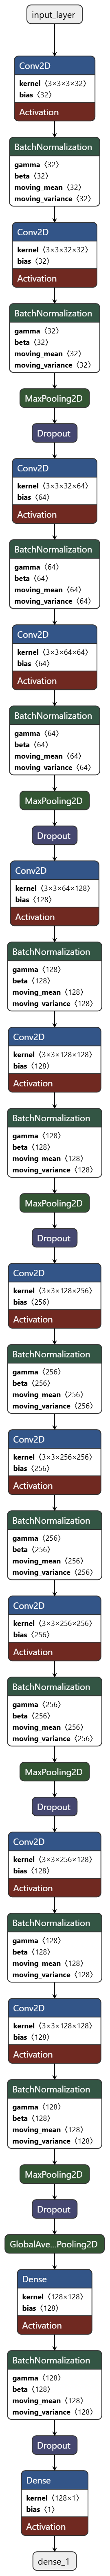 input_layer
Conv2D
kernel ⟨3×3×3×32⟩
bias ⟨32⟩
Activation
BatchNormalization
gamma ⟨32⟩
beta ⟨32⟩
moving_mean ⟨32⟩
moving_variance ⟨32⟩
Conv2D
kernel ⟨3×3×32×32⟩
bias ⟨32⟩
Activation
BatchNormalization
gamma ⟨32⟩
beta ⟨32⟩
moving_mean ⟨32⟩
moving_variance ⟨32⟩
MaxPooling2D
Dropout
Conv2D
kernel ⟨3×3×32×64⟩
bias ⟨64⟩
Activation
BatchNormalization
gamma ⟨64⟩
beta ⟨64⟩
moving_mean ⟨64⟩
moving_variance ⟨64⟩
Conv2D
kernel ⟨3×3×64×64⟩
bias ⟨64⟩
Activation
BatchNormalization
gamma ⟨64⟩
beta ⟨64⟩
moving_mean ⟨64⟩
moving_variance ⟨64⟩
MaxPooling2D
Dropout
Conv2D
kernel ⟨3×3×64×128⟩
bias ⟨128⟩
Activation
BatchNormalization
gamma ⟨128⟩
beta ⟨128⟩
moving_mean ⟨128⟩
moving_variance ⟨128⟩
Conv2D
kernel ⟨3×3×128×128⟩
bias ⟨128⟩
Activation
BatchNormalization
gamma ⟨128⟩
beta ⟨128⟩
moving_mean ⟨128⟩
moving_variance ⟨128⟩
MaxPooling2D
Dropout
Conv2D
kernel ⟨3×3×128×256⟩
bias ⟨256⟩
Activation
BatchNormalization
gamma ⟨256⟩
beta ⟨256⟩
moving_mean ⟨256⟩
moving_variance ⟨256⟩
Conv2D
kernel ⟨3×3×256×256⟩
bias ⟨256⟩
Activation
BatchNormalization
gamma ⟨256⟩
beta ⟨256⟩
moving_mean ⟨256⟩
moving_variance ⟨256⟩
Conv2D
kernel ⟨3×3×256×256⟩
bias ⟨256⟩
Activation
BatchNormalization
gamma ⟨256⟩
beta ⟨256⟩
moving_mean ⟨256⟩
moving_variance ⟨256⟩
MaxPooling2D
Dropout
Conv2D
kernel ⟨3×3×256×128⟩
bias ⟨128⟩
Activation
BatchNormalization
gamma ⟨128⟩
beta ⟨128⟩
moving_mean ⟨128⟩
moving_variance ⟨128⟩
Conv2D
kernel ⟨3×3×128×128⟩
bias ⟨128⟩
Activation
BatchNormalization
gamma ⟨128⟩
beta ⟨128⟩
moving_mean ⟨128⟩
moving_variance ⟨128⟩
MaxPooling2D
Dropout
GlobalAve…Pooling2D
Dense
kernel ⟨128×128⟩
bias ⟨128⟩
Activation
BatchNormalization
gamma ⟨128⟩
beta ⟨128⟩
moving_mean ⟨128⟩
moving_variance ⟨128⟩
Dropout
Dense
kernel ⟨128×1⟩
bias ⟨1⟩
Activation
dense_1